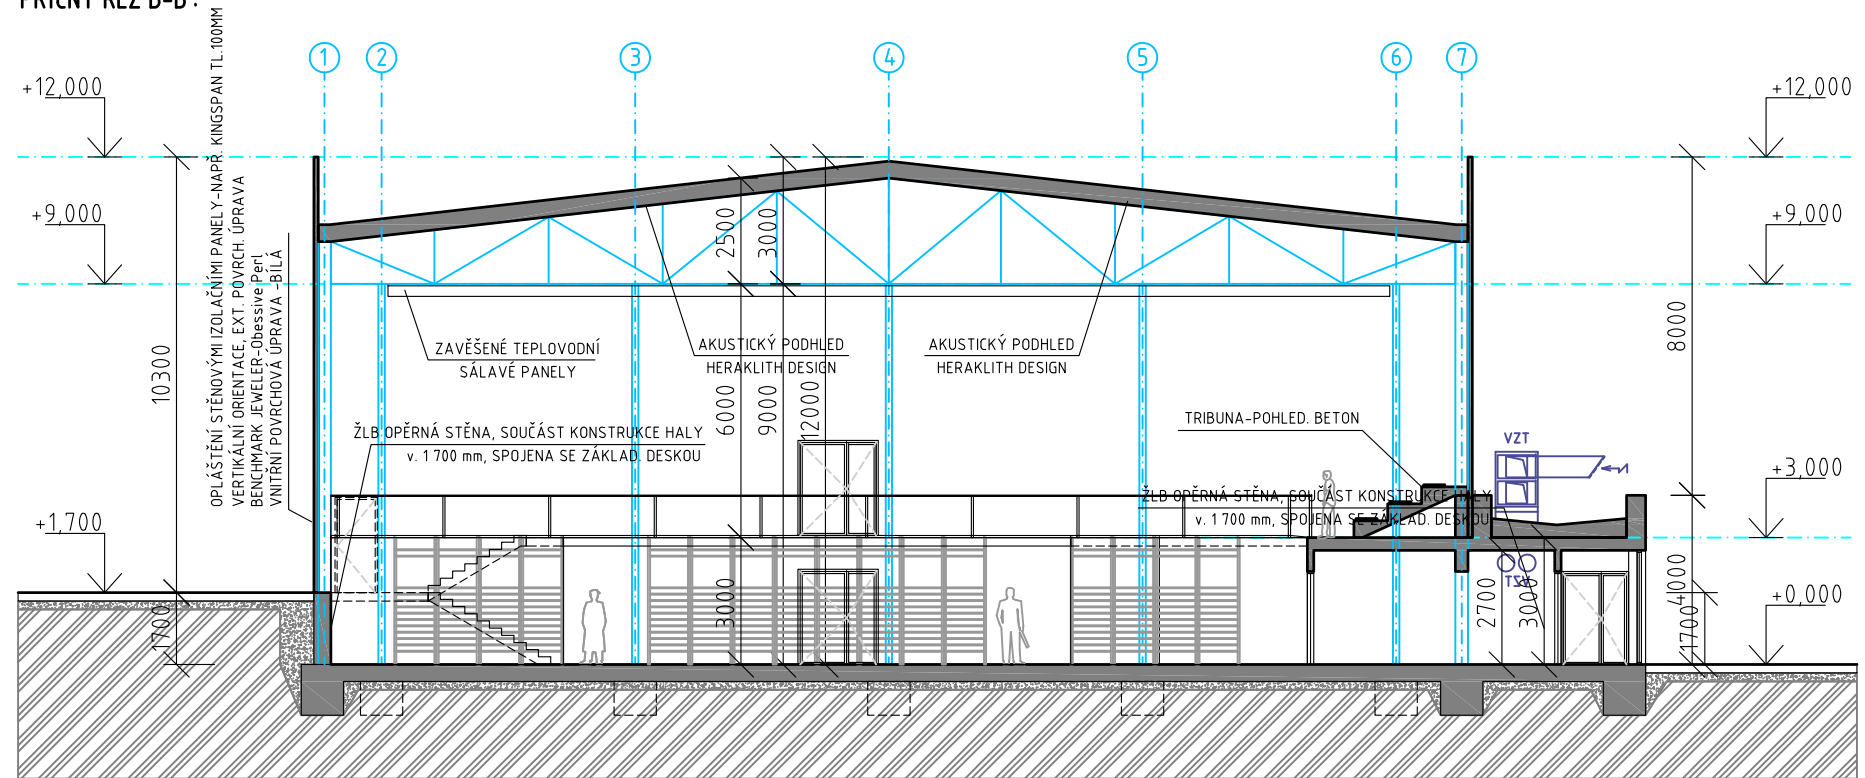 PŘÍČNÝ ŘEZ B-B :
1
2
3
4
5
6
7
+12,000
+9,000
+1,700
+12,000
+9,000
+3,000
+0,000
OPLÁŠTĚNÍ STĚNOVÝMI IZOLAČNÍMI PANELY-NAPŘ. KINGSPAN TL.100MM
VERTIKÁLNÍ ORIENTACE, EXT. POVRCH. ÚPRAVA
BENCHMARK JEWELER-Obessive Perl
VNITŘNÍ POVRCHOVÁ ÚPRAVA -BÍLÁ
10300
1700
2500
3000
6000
9000
12000
3000
ZAVĚŠENÉ TEPLOVODNÍ
SÁLAVÉ PANELY
AKUSTICKÝ PODHLED
HERAKLITH DESIGN
AKUSTICKÝ PODHLED
HERAKLITH DESIGN
ŽLB OPĚRNÁ STĚNA, SOUČÁST KONSTRUKCE HALY
v. 1700 mm, SPOJENA SE ZÁKLAD. DESKOU
TRIBUNA-POHLED. BETON
ŽLB OPĚRNÁ STĚNA, SOUČÁST KONSTRUKCE HALY
v. 1700 mm, SPOJENA SE ZÁKLAD. DESKOU
VZT
VZT
2700
3000
8000
4000
1700